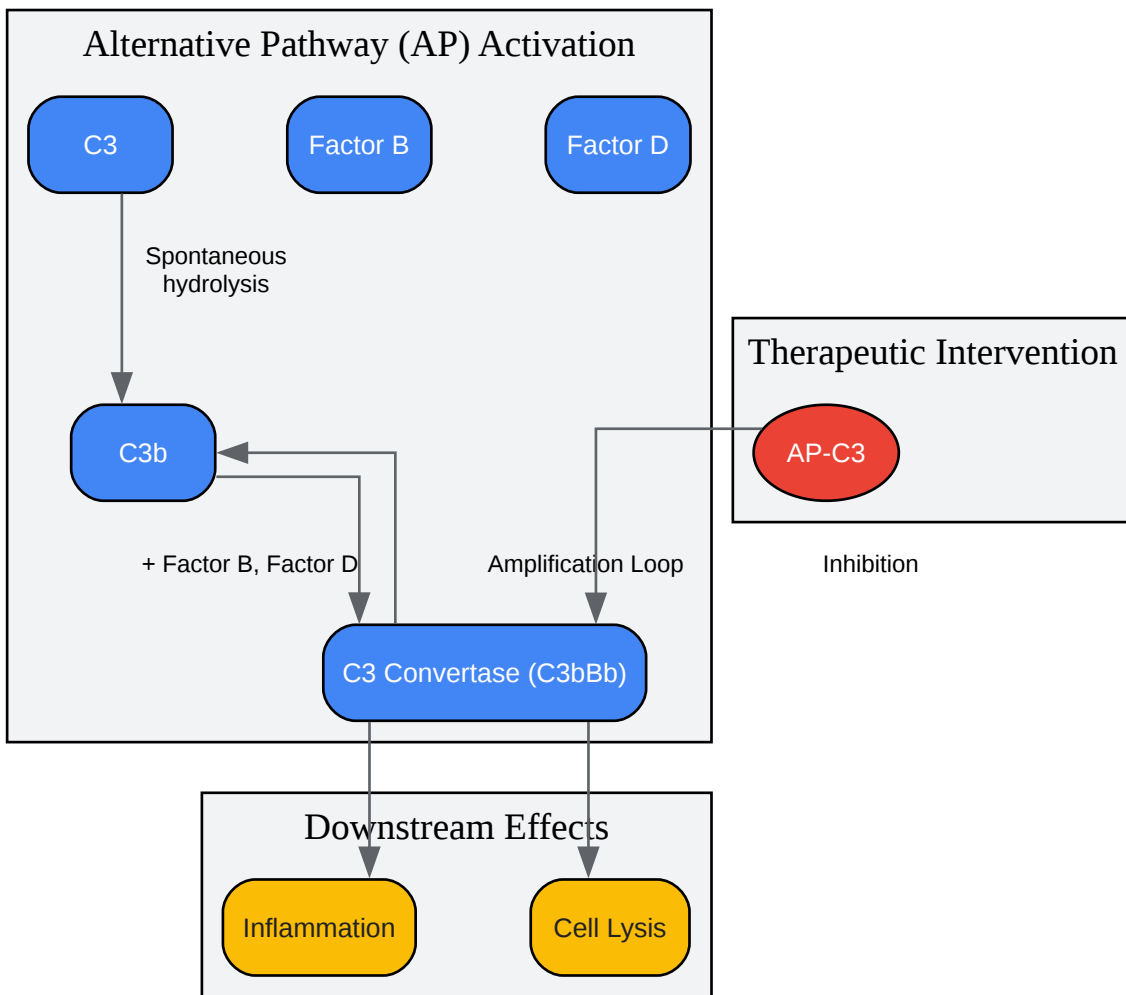 Alternative Pathway (AP) Activation
C3
Factor B
Factor D
Spontaneous
hydrolysis
Therapeutic Intervention
C3b
AP-C3
+ Factor B, Factor D
Amplification Loop
Inhibition
C3 Convertase (C3bBb)
Downstream Effects
Inflammation
Cell Lysis